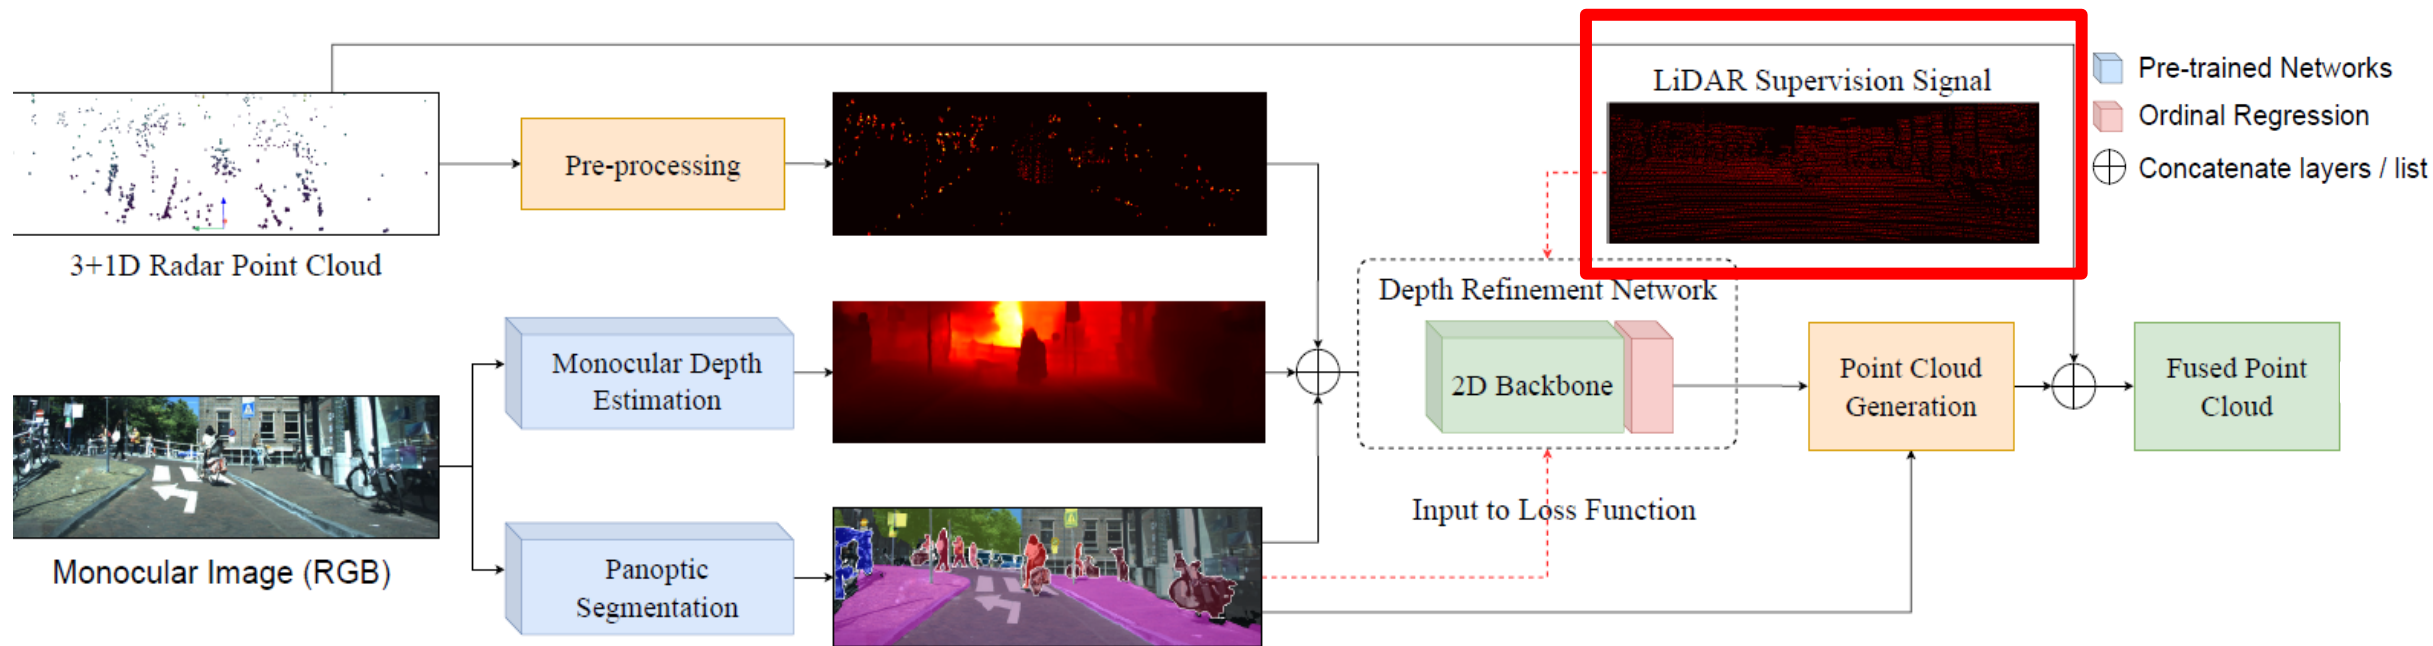 LiDAR Supervision Signal
Pre-trained Networks
Ordinal Regression
Concatenate layers / list
Pre-processing
3+1D Radar Point Cloud
Depth Refinement Network
Monocular Depth
Estimation
2D Backbone
Point Cloud
Generation
Fused Point
Cloud
Input to Loss Function
Monocular Image (RGB)
Panoptic
Segmentation